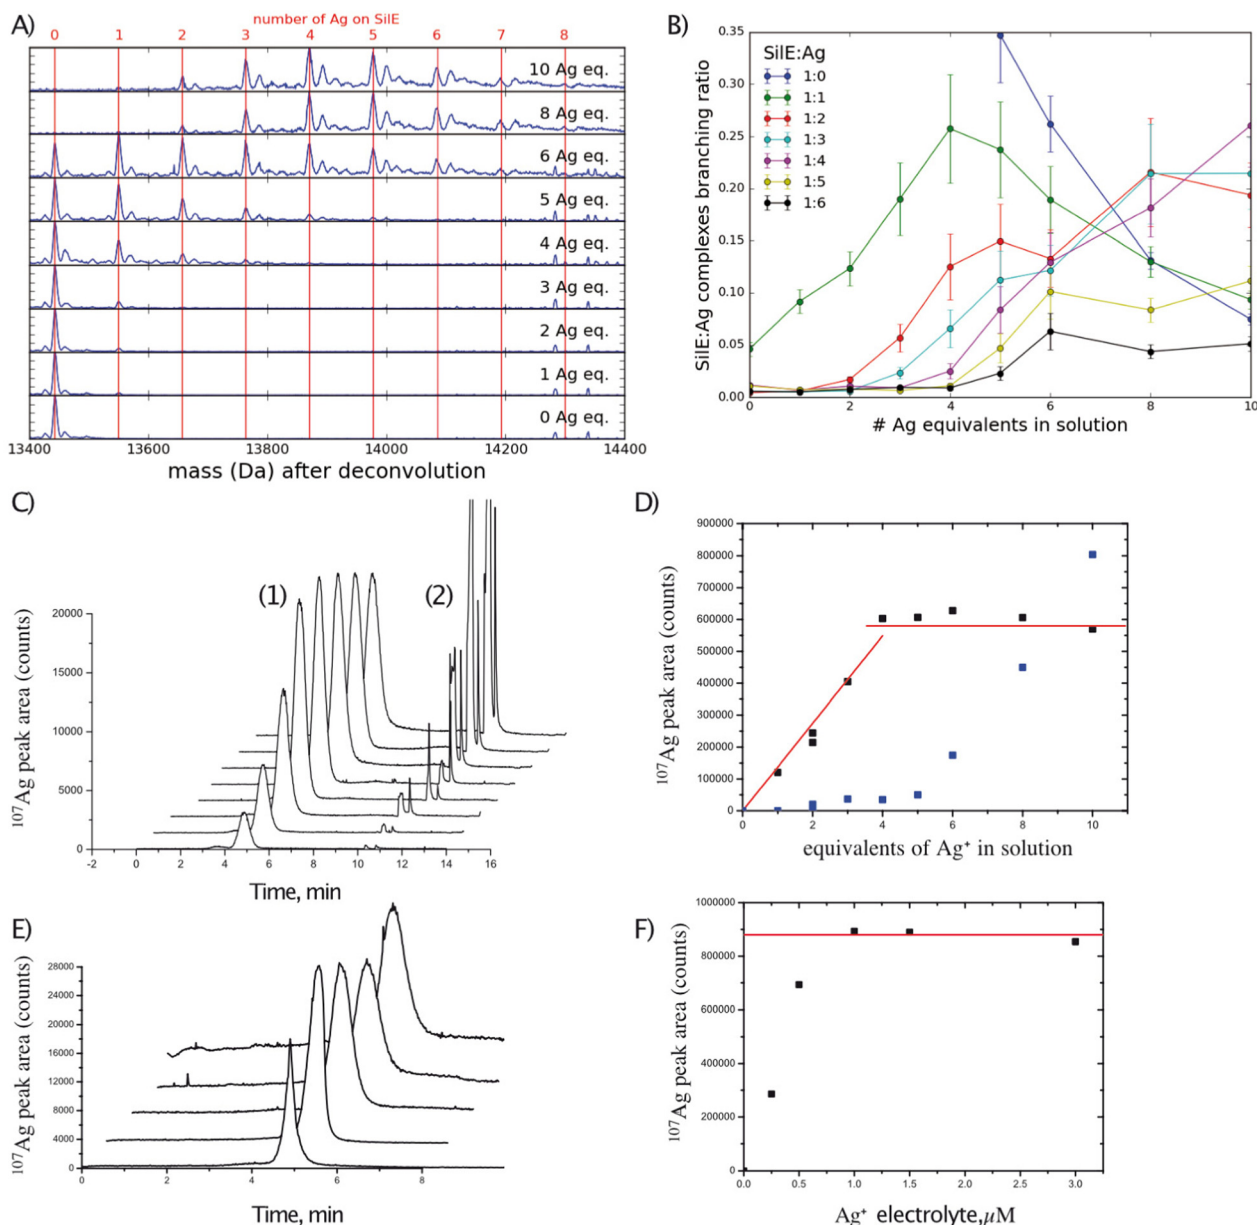 A)
number of Ag on SilE
0 1 2 3 4 5 6 7 8
10 Ag eq.
8 Ag eq.
6 Ag eq.
5 Ag eq.
4 Ag eq.
3 Ag eq.
2 Ag eq.
1 Ag eq.
0 Ag eq.
13400 13600 13800 14000 14200 14400
mass (Da) after deconvolution
B)
SilE:Ag complexes branching ratio
0.35
0.30
0.25
0.20
0.15
0.10
0.05
0.00
SilE:Ag
1:0
1:1
1:2
1:3
1:4
1:5
1:6
0 2 4 6 8 10
# Ag equivalents in solution
C)
(1) (2)
¹⁰⁷Ag peak area (counts)
20000
15000
10000
5000
0
-2 0 2 4 6 8 10 12 14 16
Time, min
D)
¹⁰⁷Ag peak area (counts)
900000
800000
700000
600000
500000
400000
300000
200000
100000
0
0 2 4 6 8 10
equivalents of Ag⁺ in solution
E)
¹⁰⁷Ag peak area (counts)
28000
24000
20000
16000
12000
8000
4000
0
0 2 4 6 8
Time, min
F)
¹⁰⁷Ag peak area (counts)
1000000
800000
600000
400000
200000
0
0.0 0.5 1.0 1.5 2.0 2.5 3.0
Ag⁺ electrolyte,μM